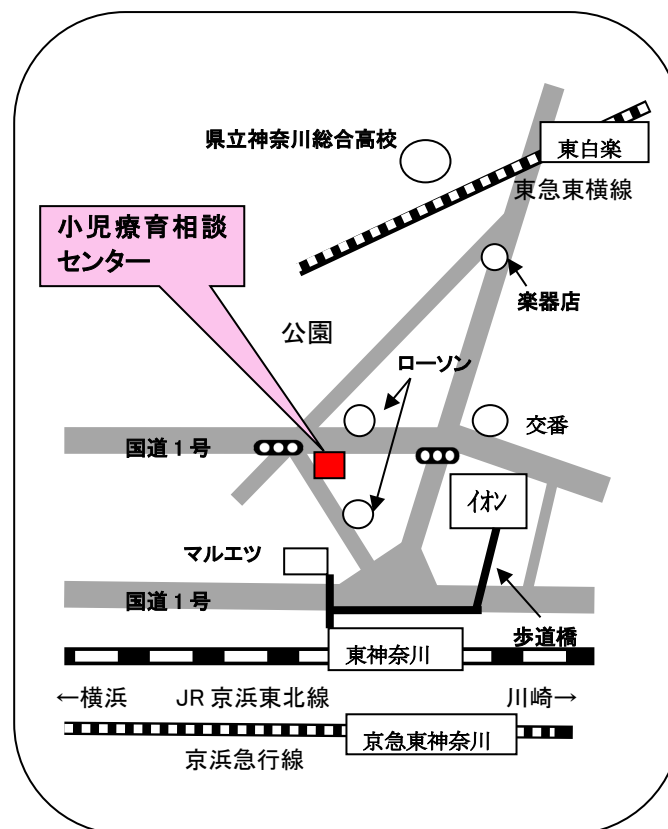 県立神奈川総合高校
東白楽
東急東横線
小児療育相談
センター
楽器店
公園
ローソン
交番
国道1号
イオン
マルエツ
国道1号
歩道橋
東神奈川
←横浜 JR 京浜東北線 川崎→
京急東神奈川
京浜急行線